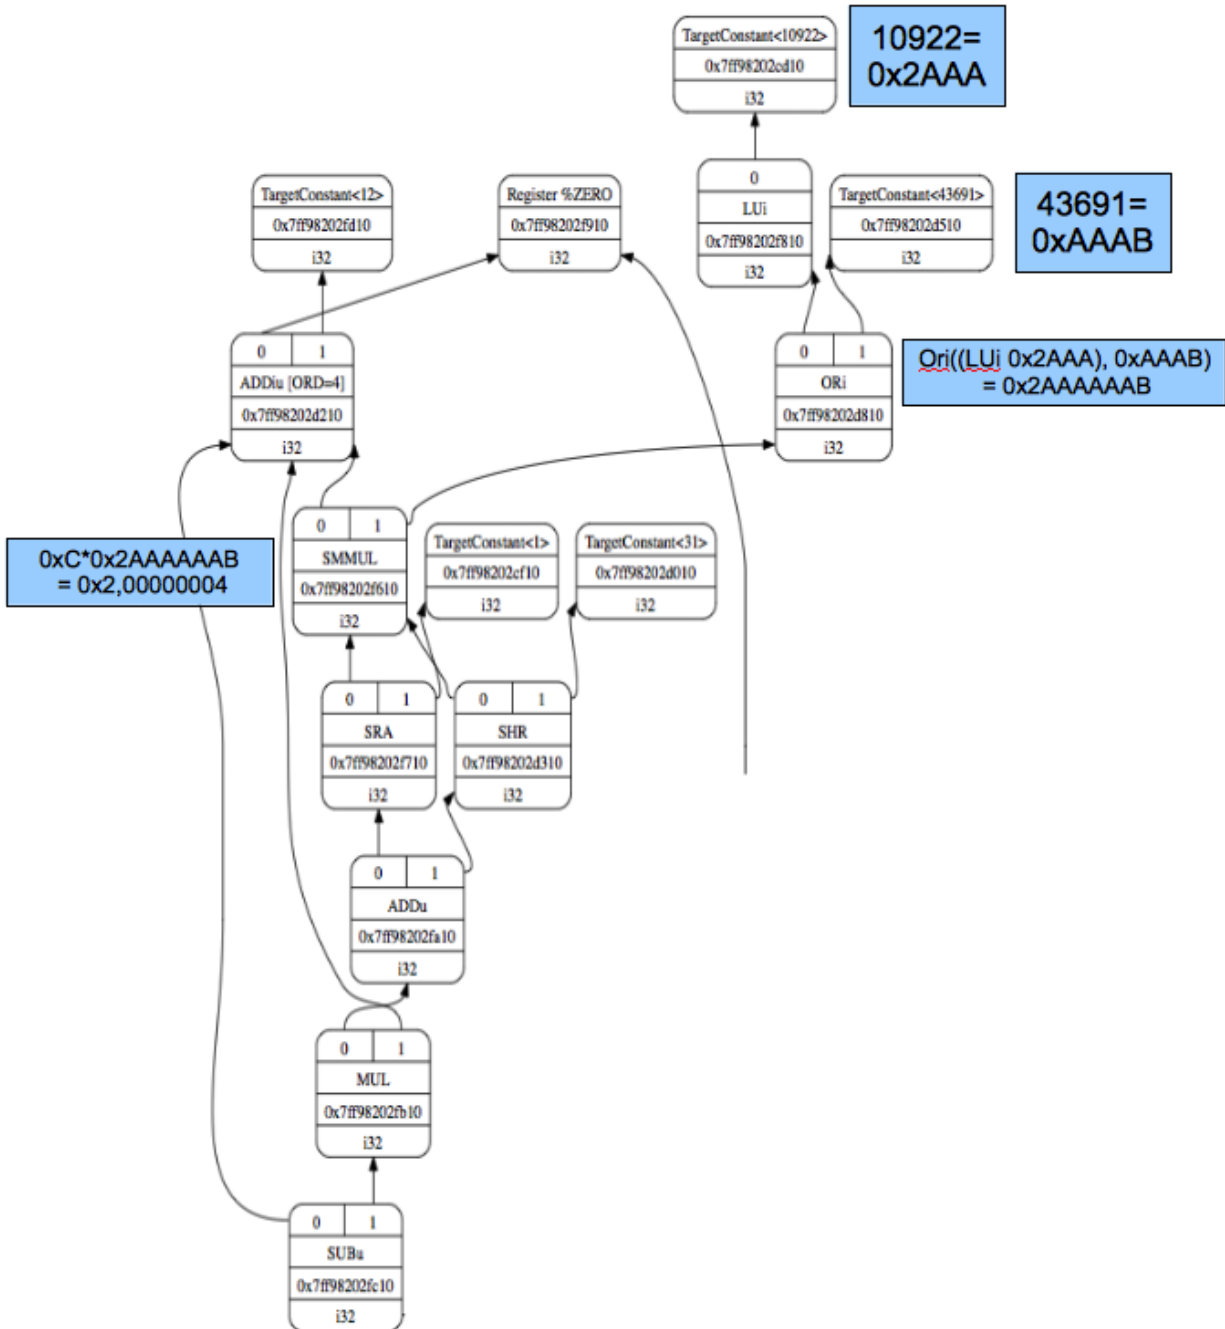 TargetConstant<10922>
0x7ff98202cd10
i32
10922=
0x2AAA
0
LUi
0x7ff98202f810
i32
TargetConstant<12>
0x7ff98202fd10
i32
Register %ZERO
0x7ff98202f910
i32
TargetConstant<43691>
0x7ff98202d510
i32
43691=
0xAAAB
0 1
ADDiu [ORD=4]
0x7ff98202d210
i32
0 1
ORi
0x7ff98202d810
i32
Ori((LUi 0x2AAA), 0xAAAB)
= 0x2AAAAAAB
0 1
SMMUL
0x7ff98202f610
i32
TargetConstant<1>
0x7ff98202cf10
i32
TargetConstant<31>
0x7ff98202d010
i32
0xC*0x2AAAAAAB
= 0x2,00000004
0 1
SRA
0x7ff98202f710
i32
0 1
SHR
0x7ff98202d310
i32
0 1
ADDu
0x7ff98202fa10
i32
0 1
MUL
0x7ff98202fb10
i32
0 1
SUBu
0x7ff98202fc10
i32